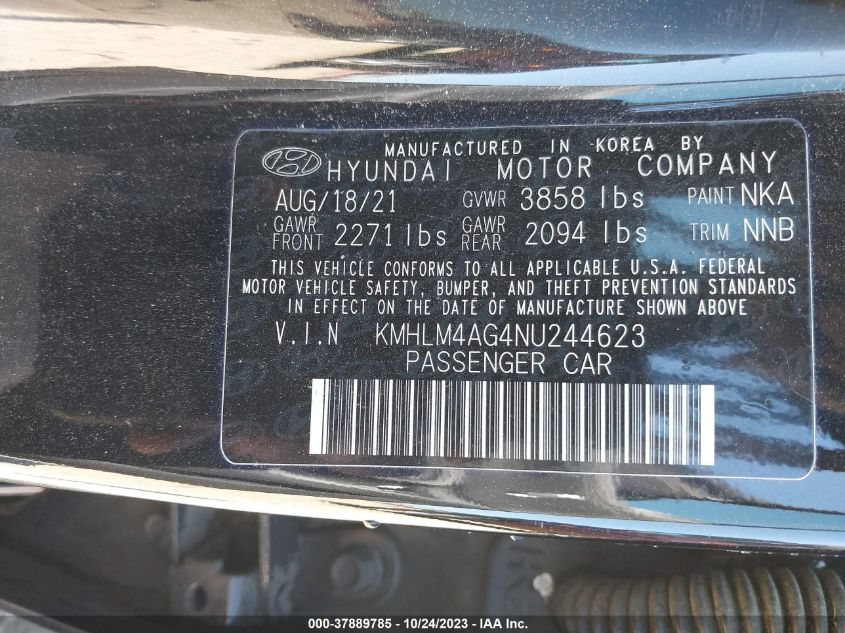 MANUFACTURED IN KOREA BY
HYUNDAI MOTOR COMPANY
AUG/18/21 GVWR 3858 lbs PAINT NKA
GAWR FRONT 2271 lbs GAWR REAR 2094 lbs TRIM NNB
THIS VEHICLE CONFORMS TO ALL APPLICABLE U.S.A. FEDERAL
MOTOR VEHICLE SAFETY, BUMPER, AND THEFT PREVENTION STANDARDS
IN EFFECT ON THE DATE OF MANUFACTURE SHOWN ABOVE
V.I.N KMHLM4AG4NU244623
PASSENGER CAR
000-37889785 - 10/24/2023 - IAA Inc.